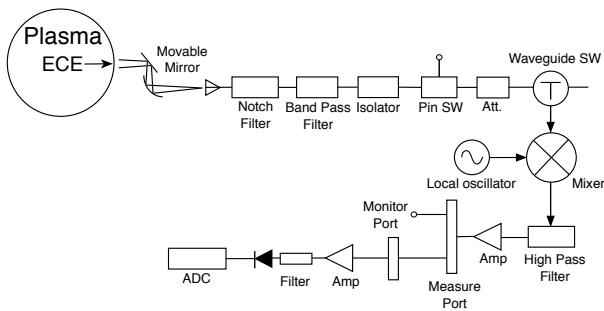 Plasma
ECE
Movable
Mirror
Notch
Filter
Band Pass
Filter
Isolator
Pin SW
Att.
Waveguide SW
Local oscillator
Mixer
Monitor
Port
ADC
Filter
Amp
Measure
Port
Amp
High Pass
Filter